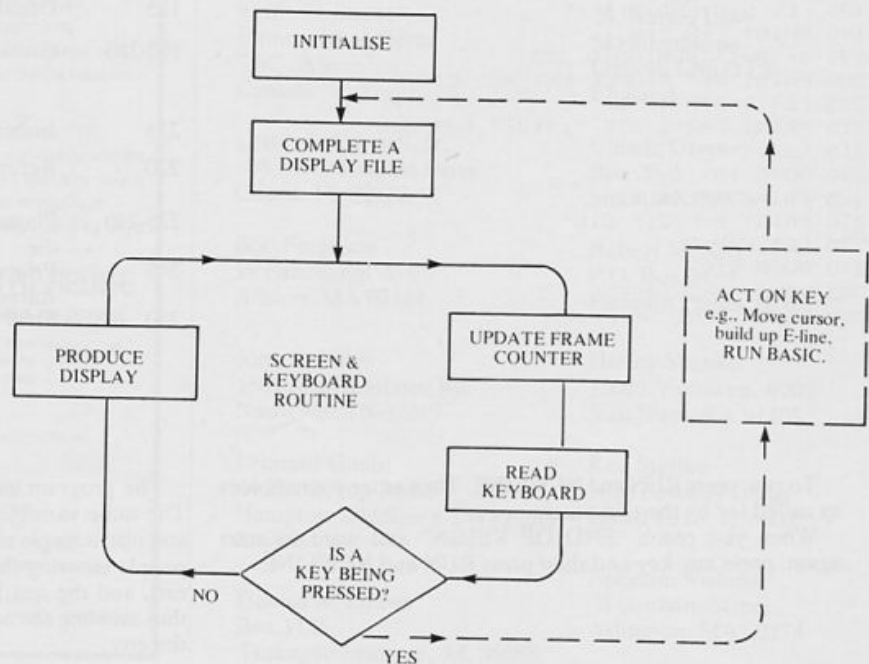 INITIALISE
COMPLETE A
DISPLAY FILE
PRODUCE
DISPLAY
SCREEN &
KEYBOARD
ROUTINE
UPDATE FRAME
COUNTER
ACT ON KEY
e.g., Move cursor,
build up E-line,
RUN BASIC.
READ
KEYBOARD
IS A
KEY BEING
PRESSED?
NO
YES